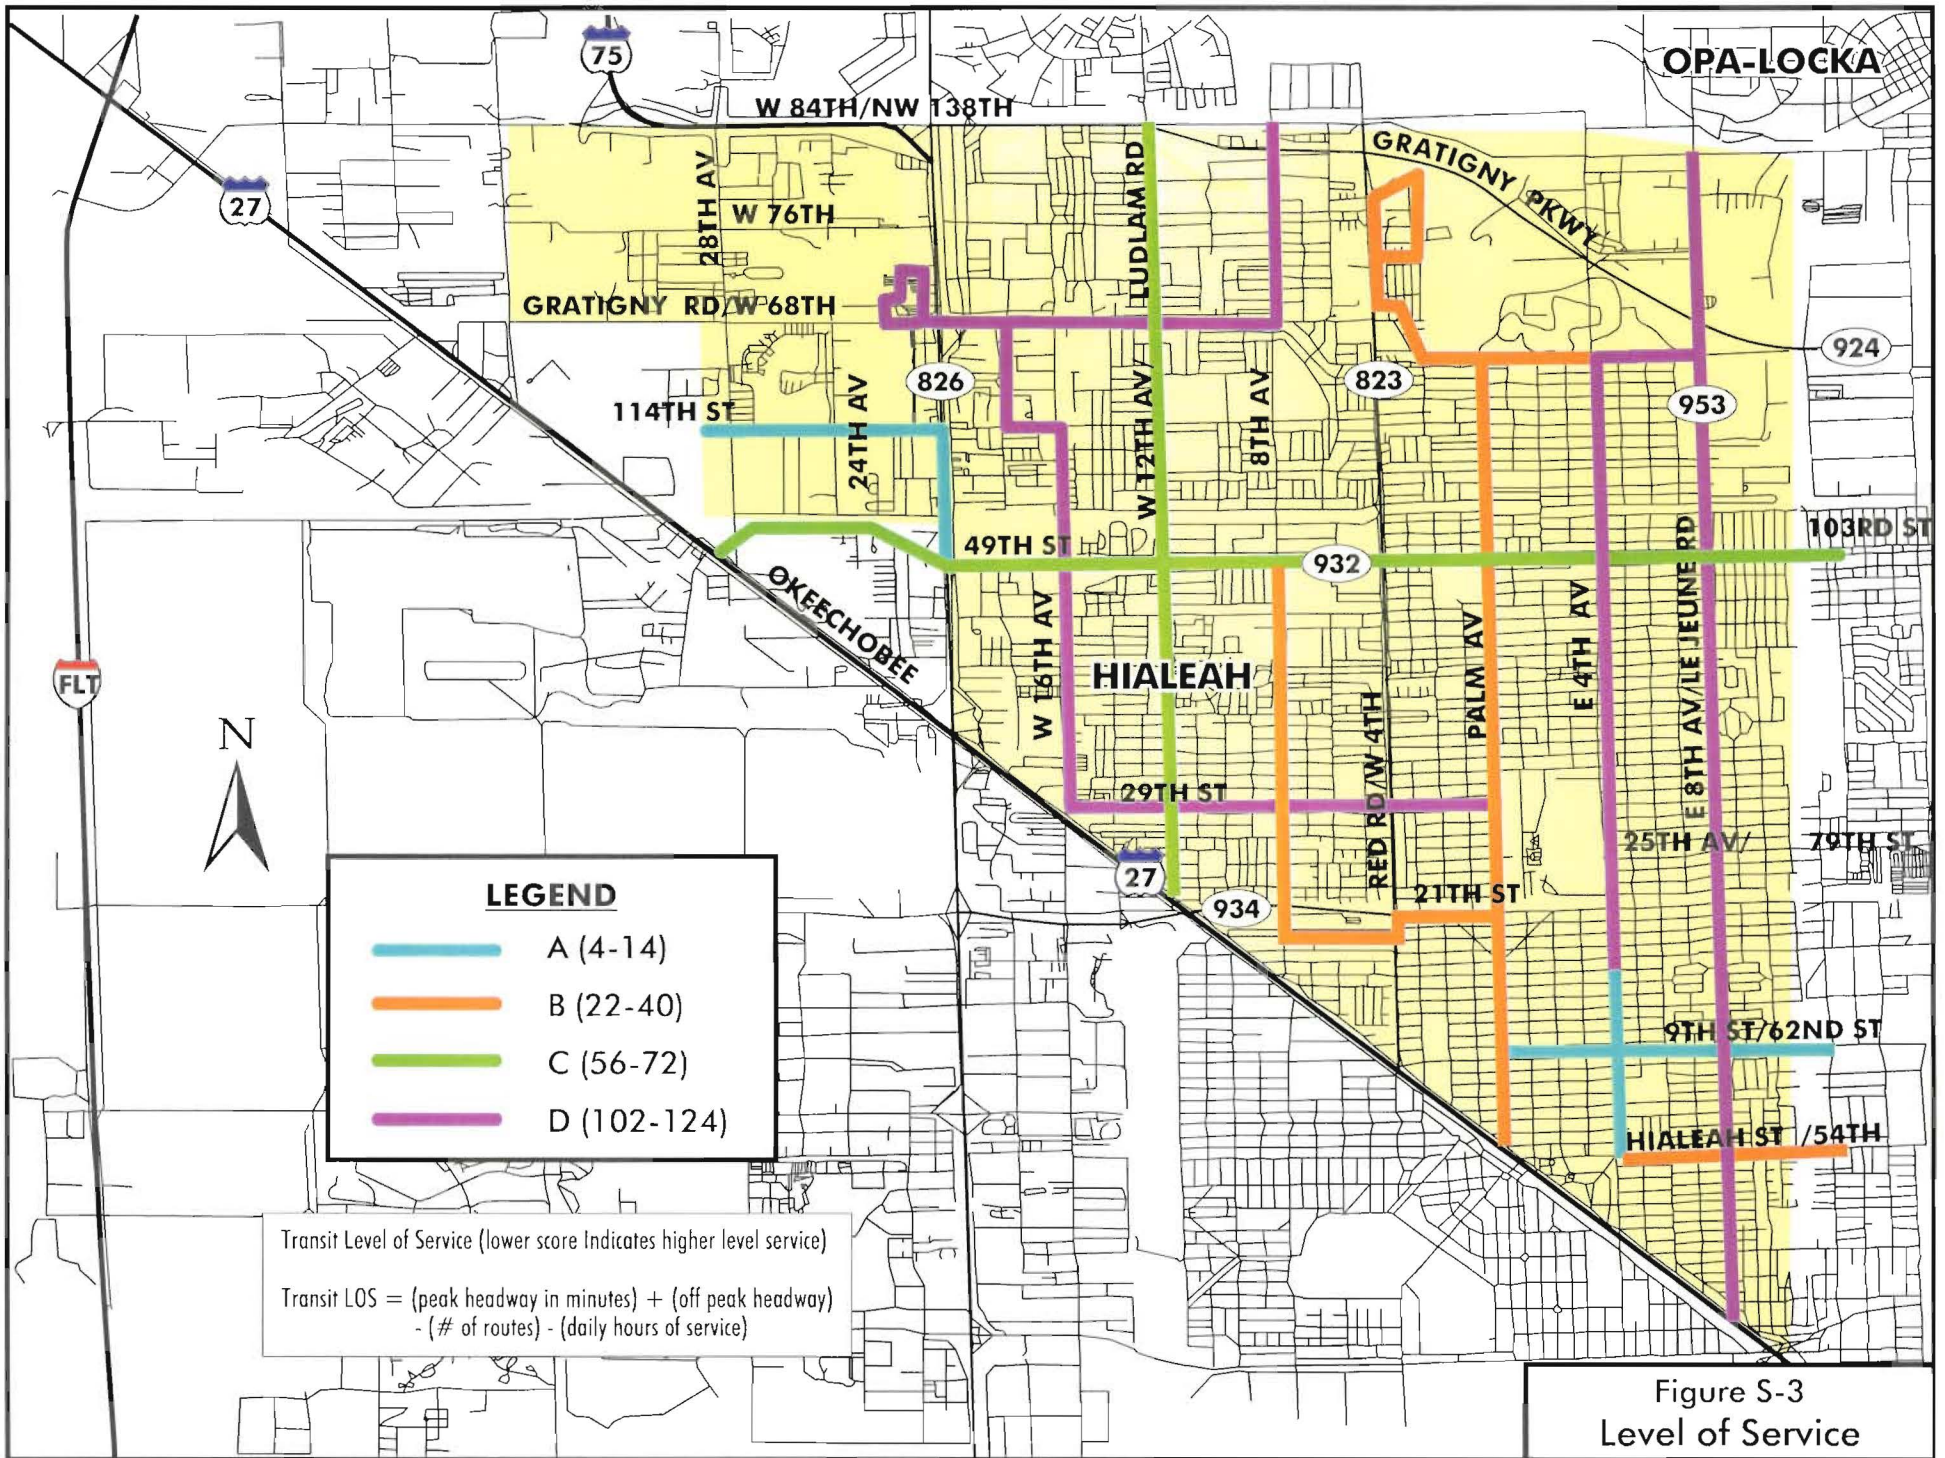 OPA-LOCKA
75
W 84TH/NW 138TH
GRATIGNY PKWY
28TH AV
LUDLAM RD
27
W 76TH
GRATIGNY RD/W 68TH
924
826
823
953
114TH ST
24TH AV
W 12TH AV/
8TH AV
103RD ST
49TH ST
932
OKEECHOBEE
W 16TH AV
HIALEAH
PALM AV
E 4TH AV
E 8TH AV/LE JEUNE RD
FLT
N
RED RD/W 4TH
29TH ST
25TH AV/
79TH ST
27
934
21TH ST
9TH ST/62ND ST
HIALEAH ST /54TH
LEGEND
A (4-14)
B (22-40)
C (56-72)
D (102-124)
Transit Level of Service (lower score Indicates higher level service)
Transit LOS = (peak headway in minutes) + (off peak headway)
- (# of routes) - (daily hours of service)
Figure S-3
Level of Service